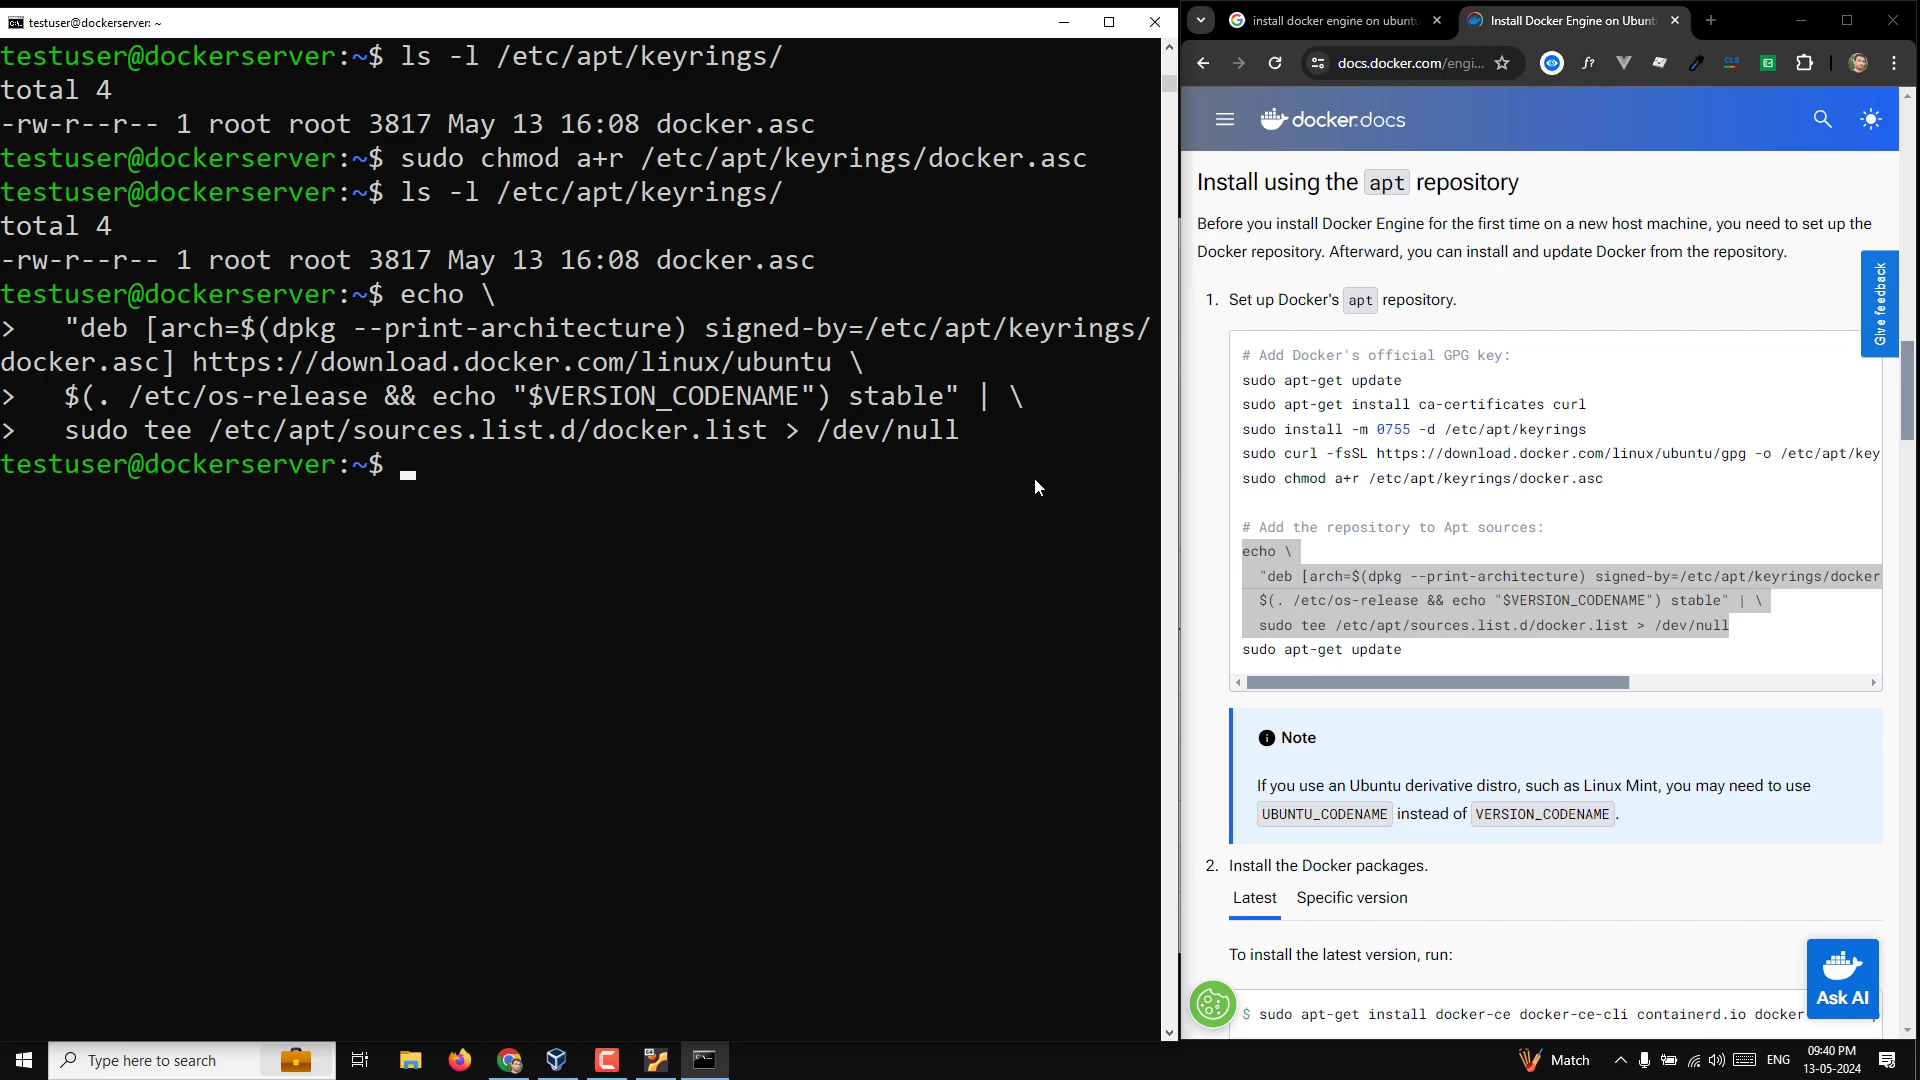 testuser@dockerserver: ~
testuser@dockerserver:~$ ls -l /etc/apt/keyrings/
total 4
-rw-r--r-- 1 root root 3817 May 13 16:08 docker.asc
testuser@dockerserver:~$ sudo chmod a+r /etc/apt/keyrings/docker.asc
testuser@dockerserver:~$ ls -l /etc/apt/keyrings/
total 4
-rw-r--r-- 1 root root 3817 May 13 16:08 docker.asc
testuser@dockerserver:~$ echo \
>   "deb [arch=$(dpkg --print-architecture) signed-by=/etc/apt/keyrings/
docker.asc] https://download.docker.com/linux/ubuntu \
>   $(. /etc/os-release && echo "$VERSION_CODENAME") stable" | \
>   sudo tee /etc/apt/sources.list.d/docker.list > /dev/null
testuser@dockerserver:~$
install docker engine on ubuntu
Install Docker Engine on Ubunt
docs.docker.com/engi...
f?
CLS
docker.docs
Install using the apt repository
Before you install Docker Engine for the first time on a new host machine, you need to set up the
Docker repository. Afterward, you can install and update Docker from the repository.
Give feedback
1. Set up Docker's apt repository.
# Add Docker's official GPG key:
sudo apt-get update
sudo apt-get install ca-certificates curl
sudo install -m 0755 -d /etc/apt/keyrings
sudo curl -fsSL https://download.docker.com/linux/ubuntu/gpg -o /etc/apt/key
sudo chmod a+r /etc/apt/keyrings/docker.asc
# Add the repository to Apt sources:
echo \
"deb [arch=$(dpkg --print-architecture) signed-by=/etc/apt/keyrings/docker
$(. /etc/os-release && echo "$VERSION_CODENAME") stable" | \
sudo tee /etc/apt/sources.list.d/docker.list > /dev/null
sudo apt-get update
Note
If you use an Ubuntu derivative distro, such as Linux Mint, you may need to use
UBUNTU_CODENAME instead of VERSION_CODENAME.
2. Install the Docker packages.
Latest Specific version
To install the latest version, run:
Ask AI
$ sudo apt-get install docker-ce docker-ce-cli containerd.io docker
Type here to search
Match
ENG
09:40 PM
13-05-2024